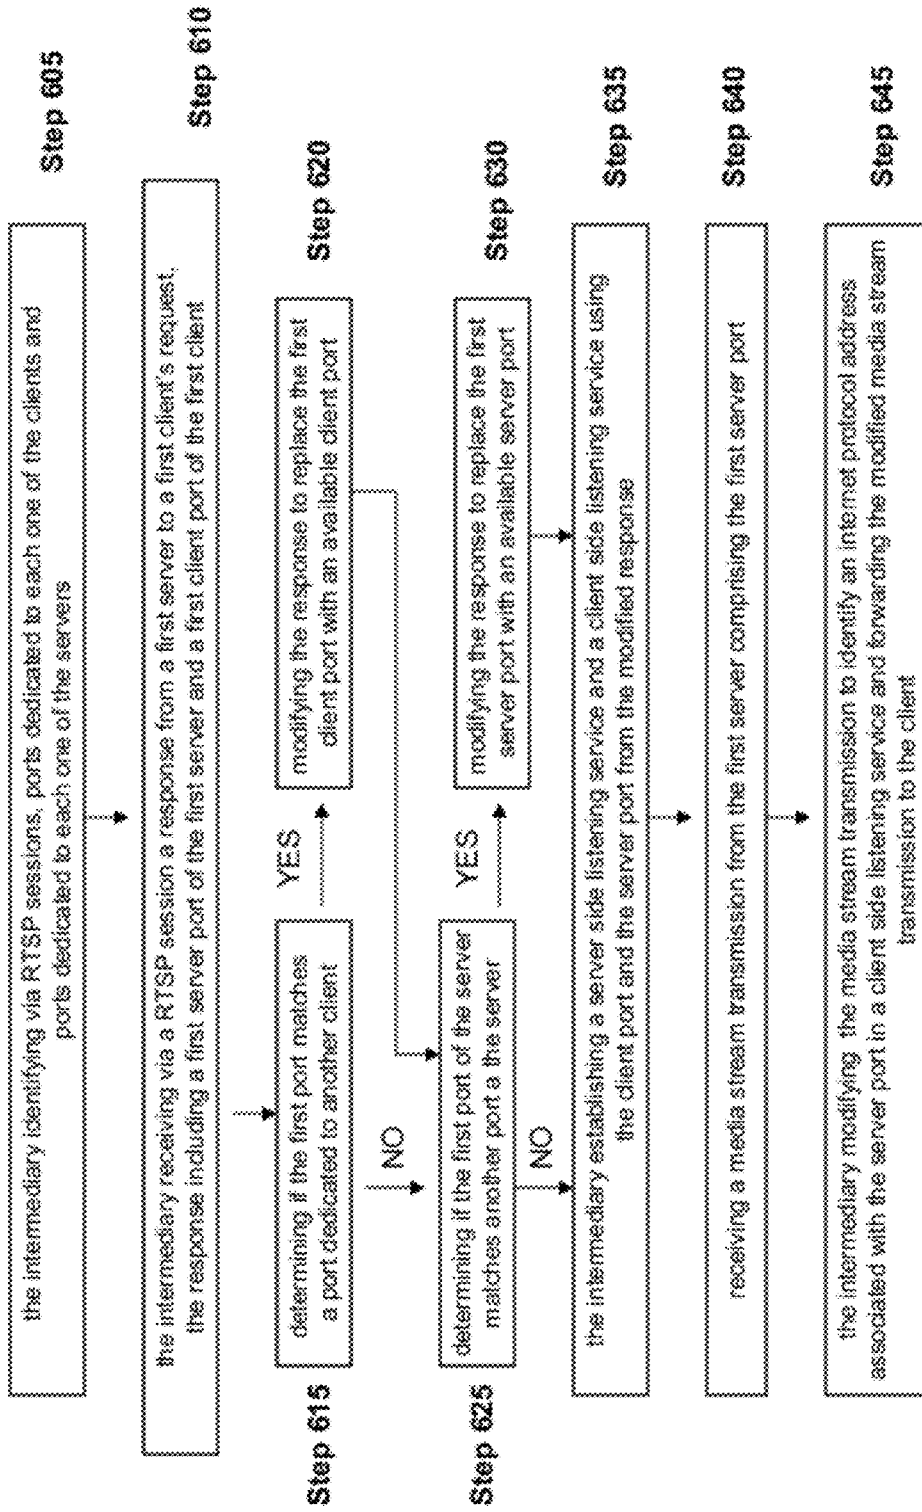 the intermediary identifying via RTSP sessions, ports dedicated to each one of the clients and
ports dedicated to each one of the servers
Step 605
the intermediary receiving via a RTSP session a response from a first server to a first client's request,
the response including a first server port of the first server and a first client port of the first client
Step 610
Step 615
determining if the first port matches
a port dedicated to another client
YES
modifying the response to replace the first
client port with an available client port
Step 620
NO
Step 625
determining if the first port of the server
matches another port a the server
YES
modifying the response to replace the first
server port with an available server port
Step 630
NO
the intermediary establishing a server side listening service and a client side listening service using
the client port and the server port from the modified response
Step 635
receiving a media stream transmission from the first server comprising the first server port
Step 640
the intermediary modifying the media stream transmission to identify an internet protocol address
associated with the server port in a client side listening service and forwarding the modified media stream
transmission to the client
Step 645